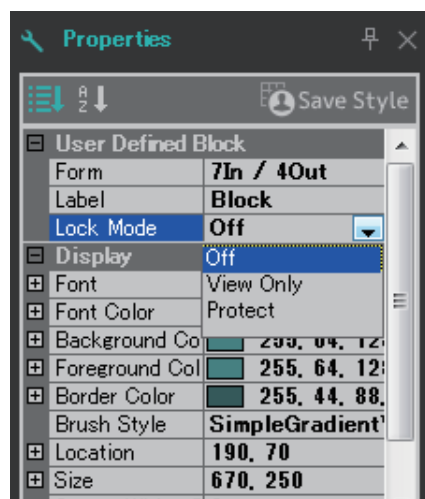 Properties
A
Z
Save Style
User Defined Block
Form 7In / 4Out
Label Block
Lock Mode Off
Display Off
Font View Only
Font Color Protect
Background Co
Foreground Col 255, 64, 12
Border Color 255, 44, 88,
Brush Style SimpleGradient
Location 190, 70
Size 670, 250